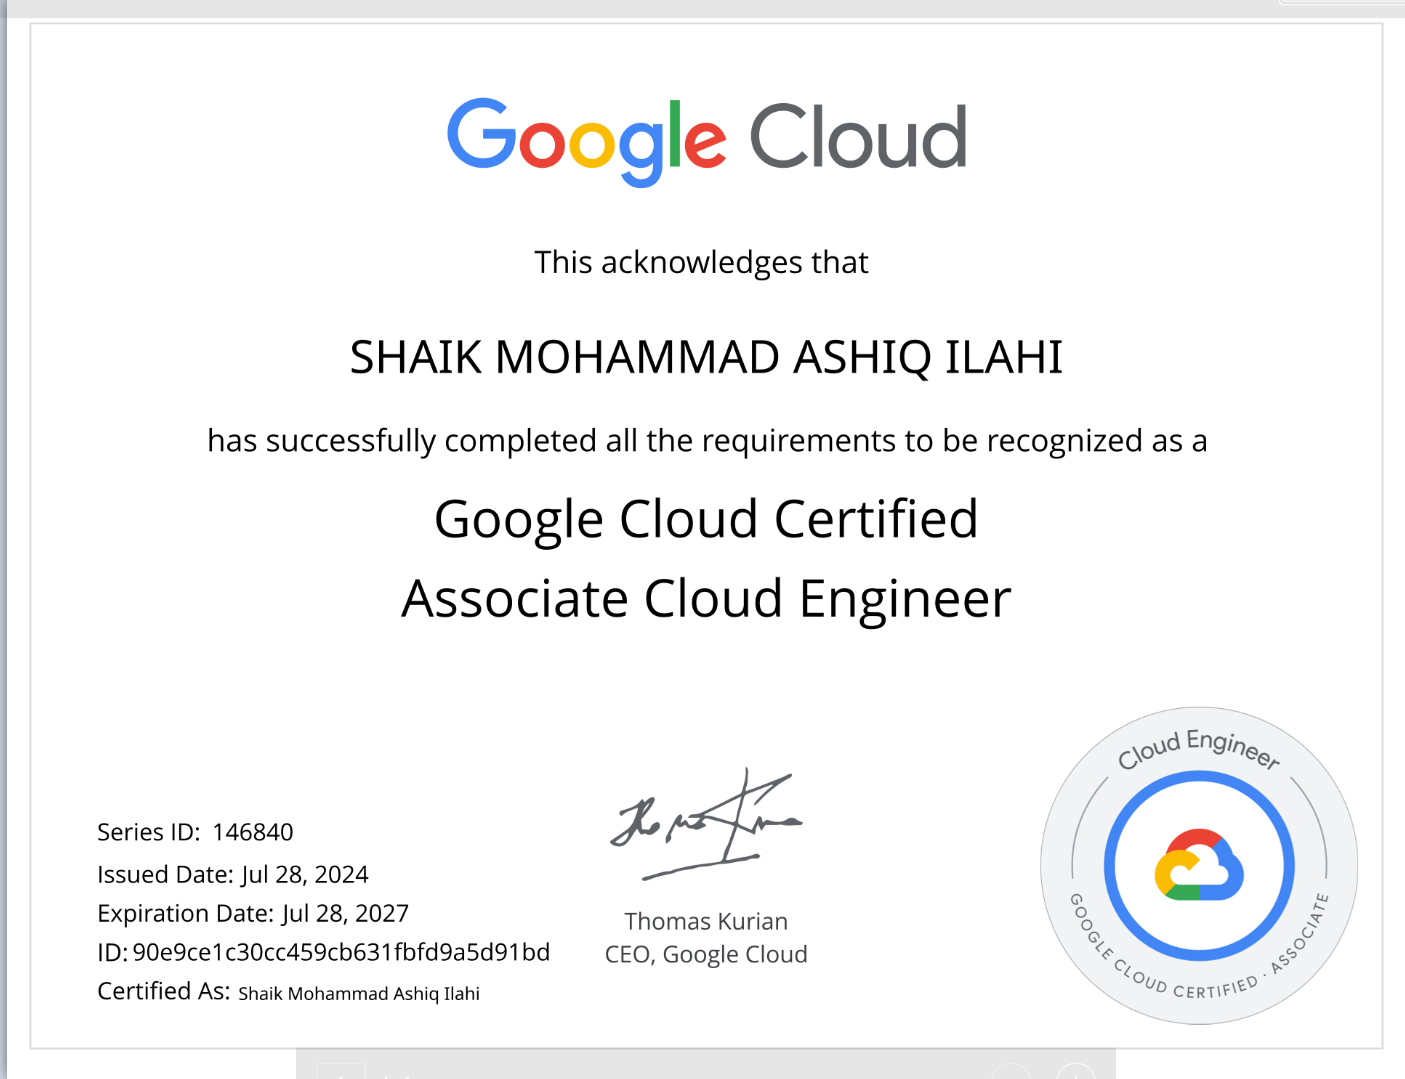 Google Cloud
This acknowledges that
SHAIK MOHAMMAD ASHIQ ILAHI
has successfully completed all the requirements to be recognized as a
Google Cloud Certified
Associate Cloud Engineer
Series ID: 146840
Issued Date: Jul 28, 2024
Expiration Date: Jul 28, 2027
ID: 90e9ce1c30cc459cb631fbfd9a5d91bd
Certified As: Shaik Mohammad Ashiq Ilahi
Thomas Kurian
CEO, Google Cloud
Cloud Engineer
GOOGLE CLOUD CERTIFIED · ASSOCIATE